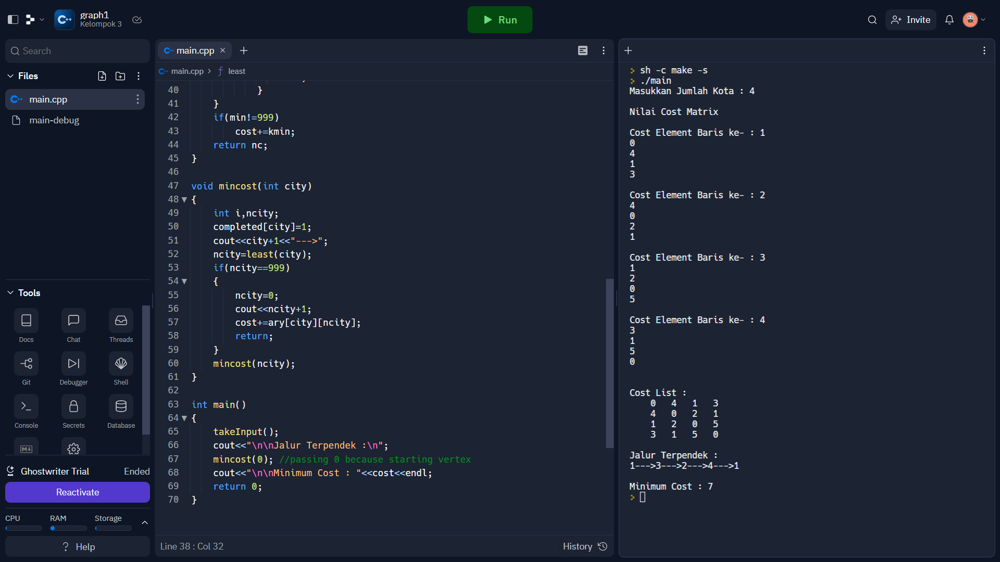 graph1
Kelompok 3
Run
Invite
Search
Files
main.cpp
main-debug
Tools
Docs
Chat
Threads
Git
Debugger
Shell
Console
Secrets
Database
Ghostwriter Trial
Ended
Reactivate
CPU
RAM
Storage
? Help
main.cpp
main.cpp > f least
40 }
41 }
42 if(min!=999)
43 cost+=kmin;
44 return nc;
45 }
46
47 void mincost(int city)
48 {
49 int i,ncity;
50 completed[city]=1;
51 cout<<city+1<<"--->";
52 ncity=least(city);
53 if(ncity==999)
54 {
55 ncity=0;
56 cout<<ncity+1;
57 cost+=ary[city][ncity];
58 return;
59 }
60 mincost(ncity);
61 }
62
63 int main()
64 {
65 takeInput();
66 cout<<"\n\nJalur Terpendek :\n";
67 mincost(0); //passing 0 because starting vertex
68 cout<<"\n\nMinimum Cost : "<<cost<<endl;
69 return 0;
70 }
Line 38 : Col 32
History
> sh -c make -s
> ./main
Masukkan Jumlah Kota : 4
Nilai Cost Matrix
Cost Element Baris ke- : 1
0
4
1
3
Cost Element Baris ke- : 2
4
0
2
1
Cost Element Baris ke- : 3
1
2
0
5
Cost Element Baris ke- : 4
3
1
5
0
Cost List :
0 4 1 3
4 0 2 1
1 2 0 5
3 1 5 0
Jalur Terpendek :
1--->3--->2--->4--->1
Minimum Cost : 7
>